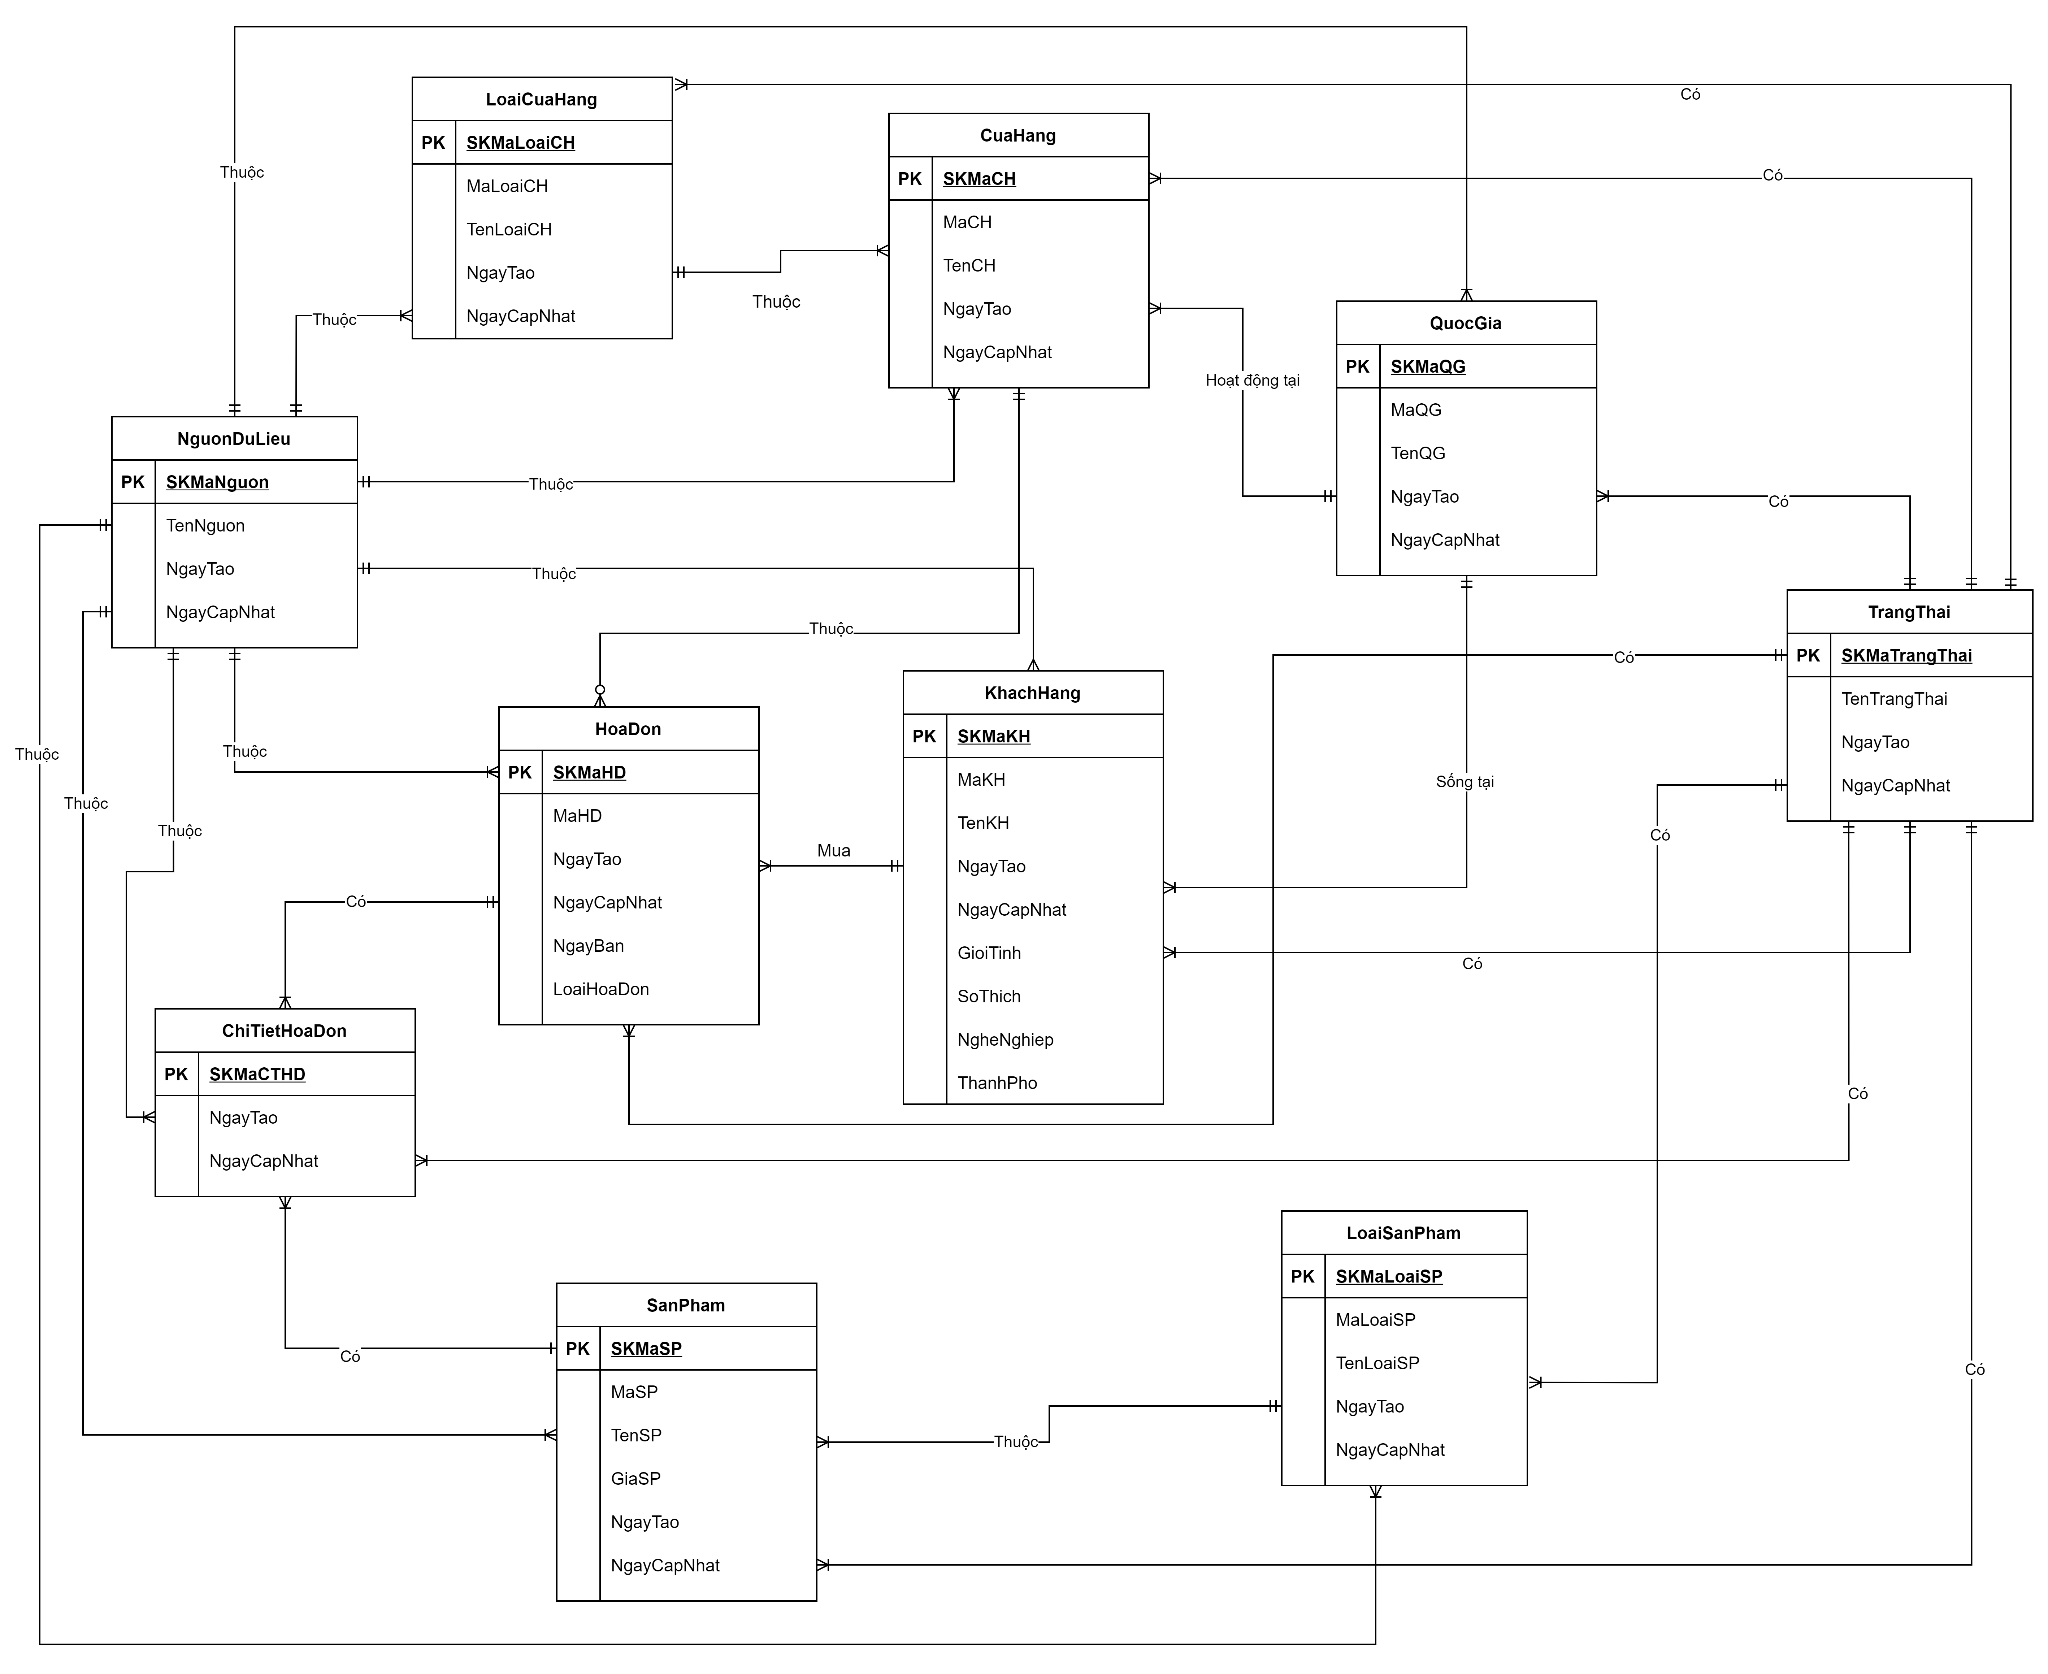 Có
LoaiCuaHang
PK SKMaLoaiCH
MaLoaiCH
TenLoaiCH
NgayTao
NgayCapNhat
CuaHang
PK SKMaCH
MaCH
TenCH
NgayTao
NgayCapNhat
Có
Thuộc
Thuộc
Thuộc
QuocGia
PK SKMaQG
MaQG
TenQG
NgayTao
NgayCapNhat
Hoạt động tại
NguonDuLieu
PK SKMaNguon
TenNguon
NgayTao
NgayCapNhat
Thuộc
Có
Thuộc
Thuộc
TrangThai
PK SKMaTrangThai
TenTrangThai
NgayTao
NgayCapNhat
Có
HoaDon
PK SKMaHD
MaHD
NgayTao
NgayCapNhat
NgayBan
LoaiHoaDon
KhachHang
PK SKMaKH
MaKH
TenKH
NgayTao
NgayCapNhat
GioiTinh
SoThich
NgheNghiep
ThanhPho
Thuộc
Thuộc
Thuộc
Thuộc
Sống tại
Có
Mua
Có
Có
ChiTietHoaDon
PK SKMaCTHD
NgayTao
NgayCapNhat
Có
LoaiSanPham
PK SKMaLoaiSP
MaLoaiSP
TenLoaiSP
NgayTao
NgayCapNhat
SanPham
PK SKMaSP
MaSP
TenSP
GiaSP
NgayTao
NgayCapNhat
Có
Có
Thuộc